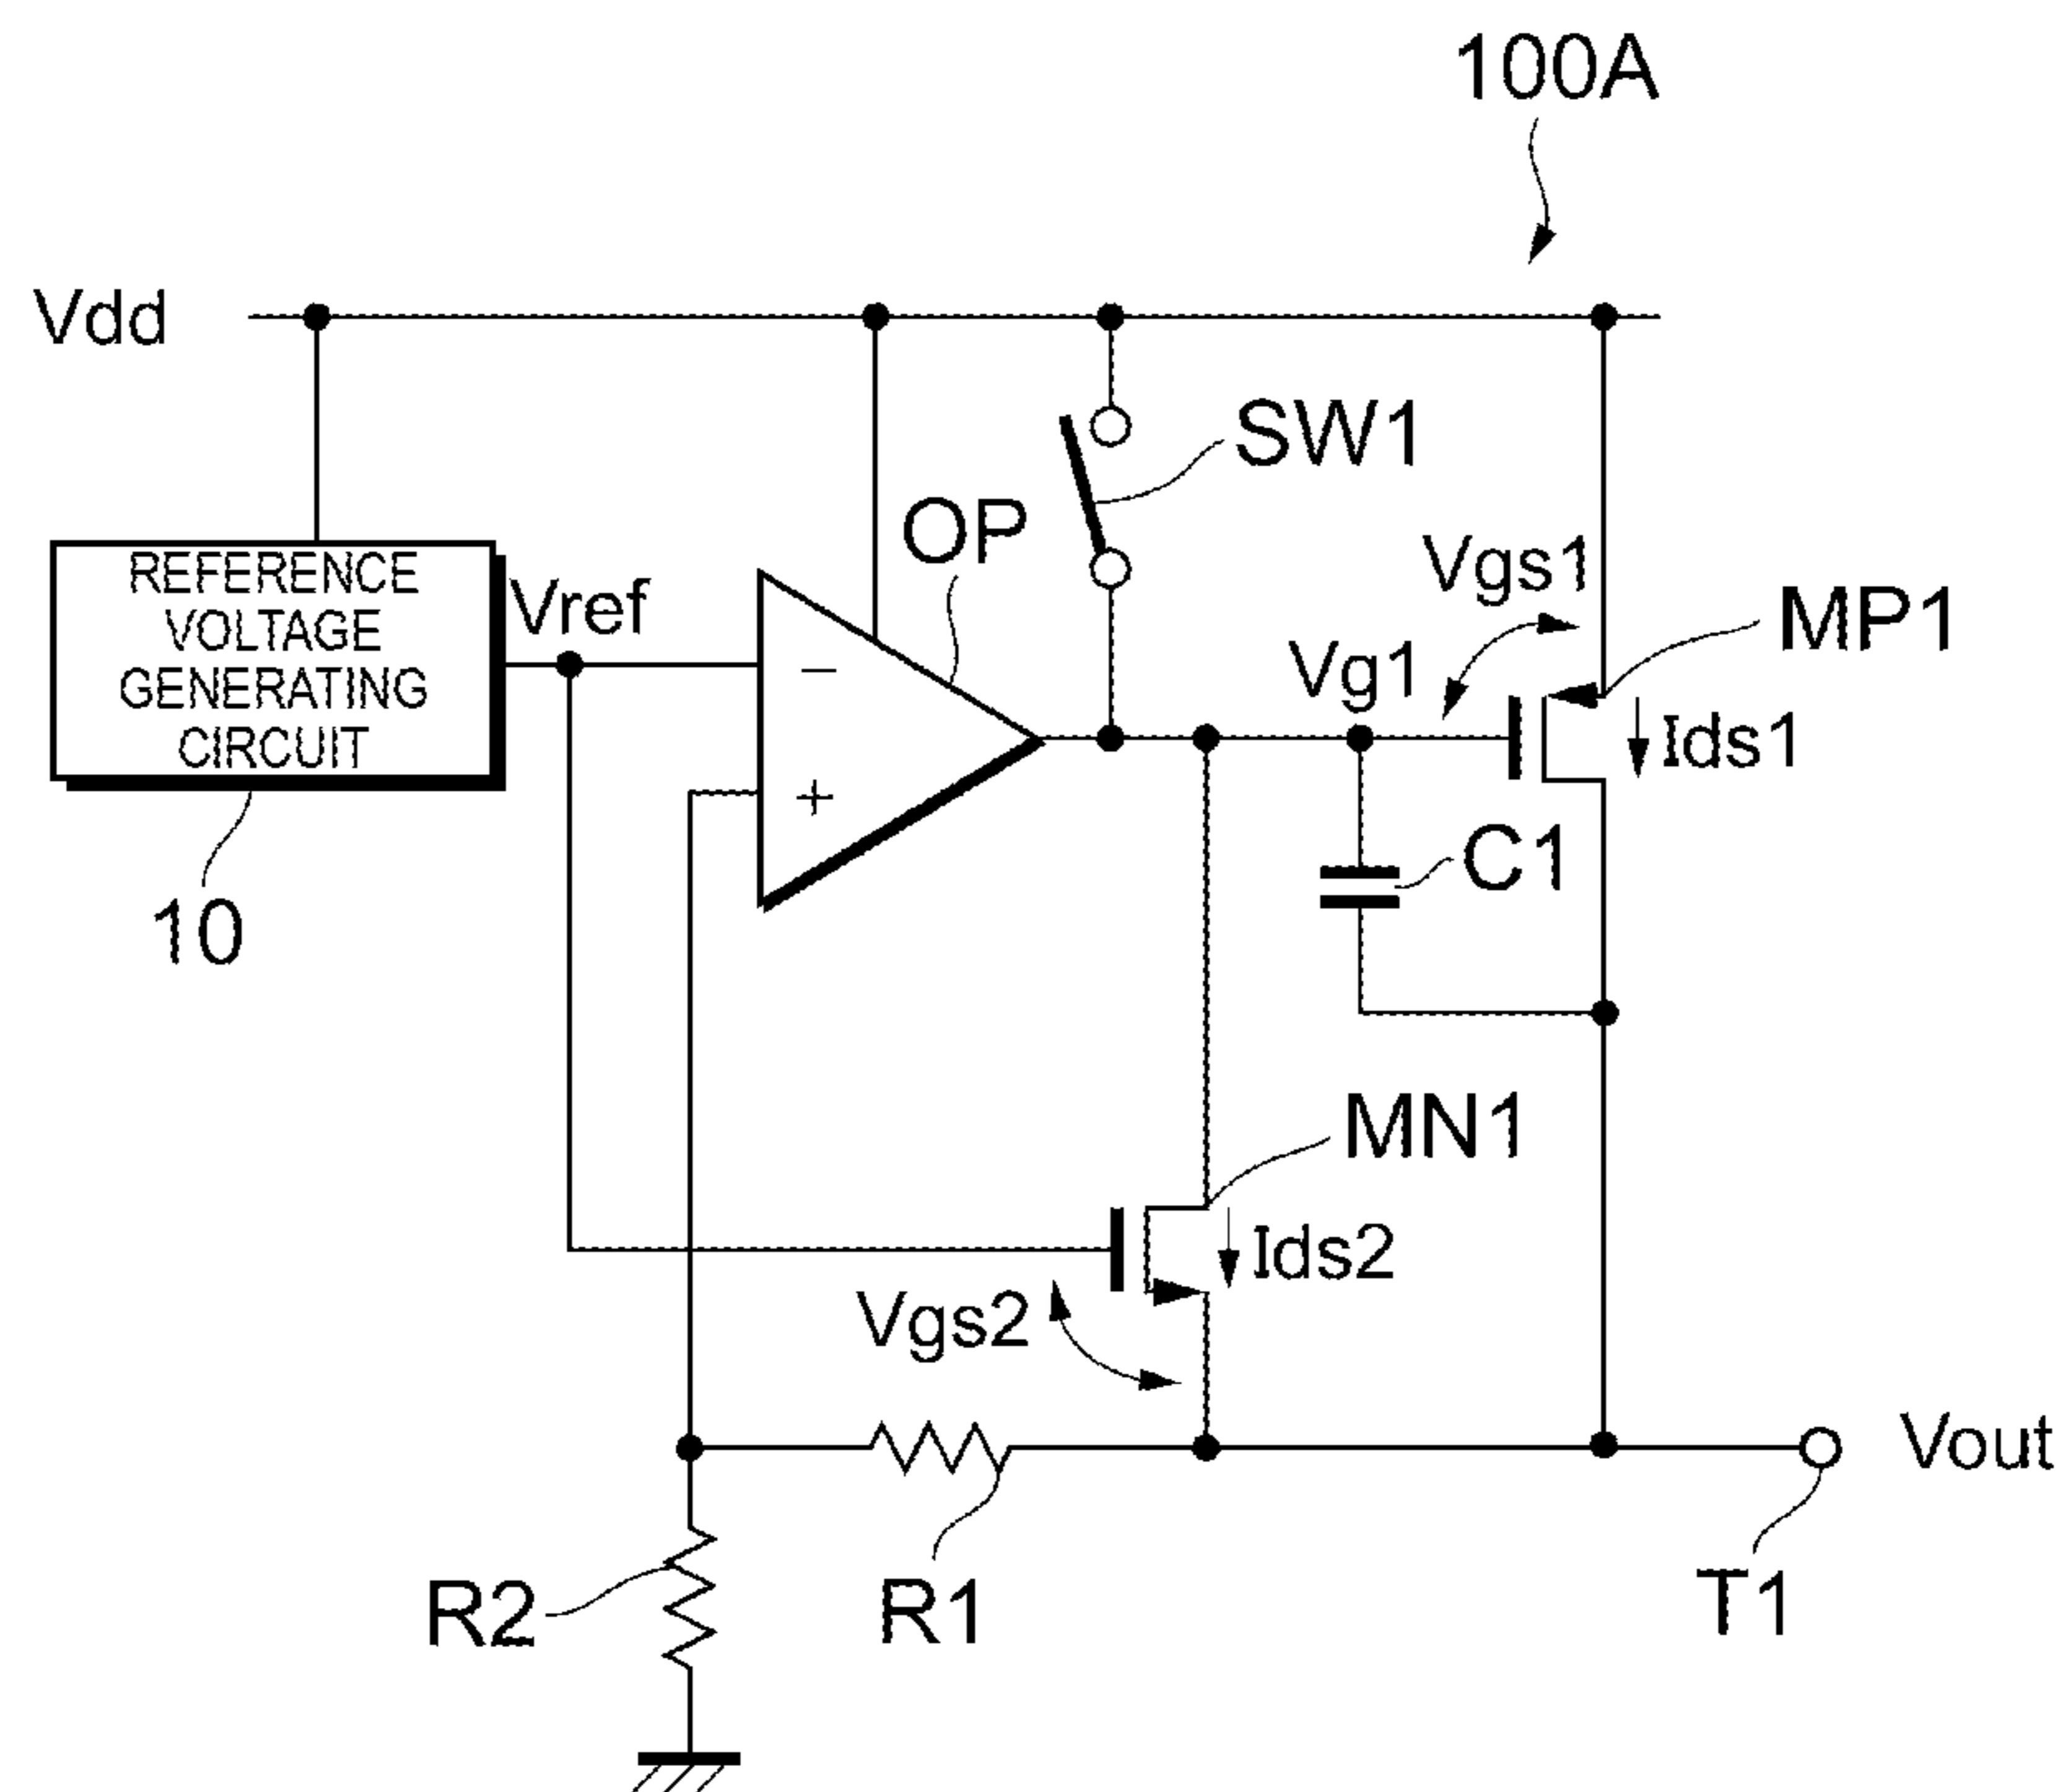 100A
Vdd
SW1
OP
Vgs1
REFERENCE
VOLTAGE
GENERATING
CIRCUIT
Vref
MP1
Vg1
−
Ids1
+
C1
10
MN1
Ids2
Vgs2
Vout
R2
R1
T1